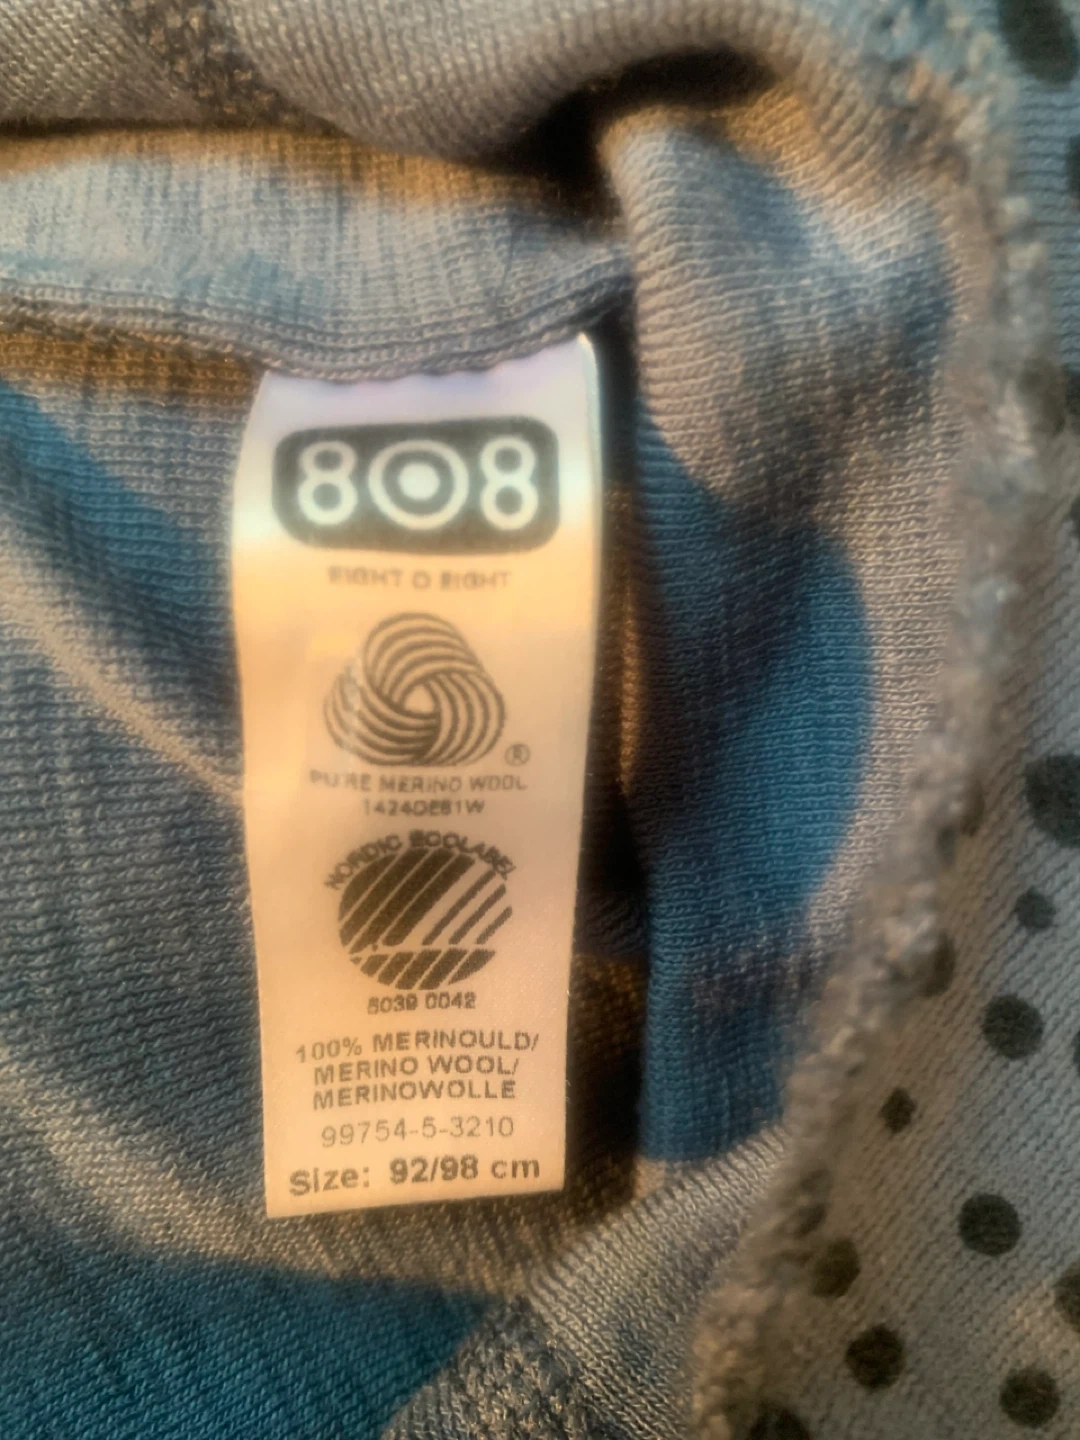 808
EIGHT O EIGHT
®
PURE MERINO WOOL
1424DE81W
NORDIC ECOLABEL
5039 0042
100% MERINOULD/
MERINO WOOL/
MERINOWOLLE
99754-5-3210
Size: 92/98 cm